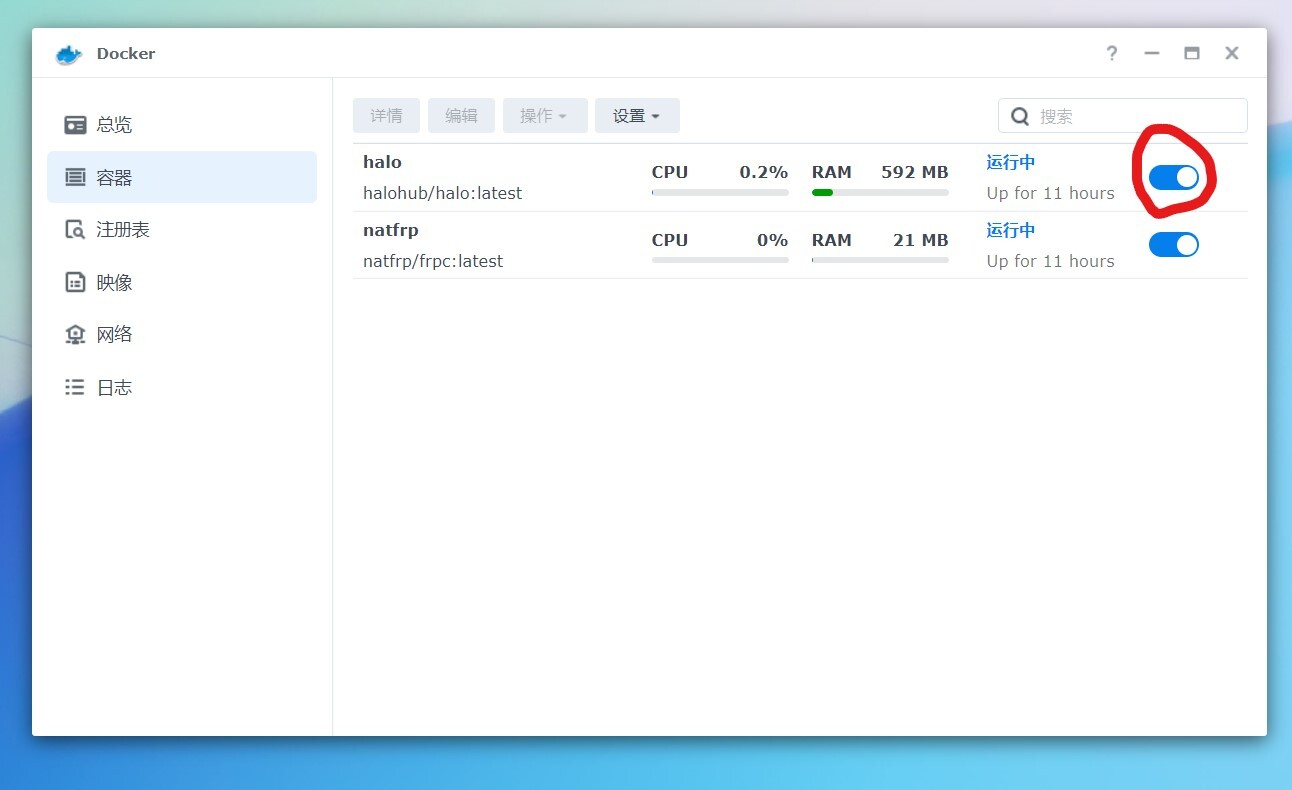 Docker
总览
容器
注册表
映像
网络
日志
详情 编辑 操作 设置 搜索
halo
halohub/halo:latest
CPU 0.2% RAM 592 MB
运行中
Up for 11 hours
natfrp
natfrp/frpc:latest
CPU 0% RAM 21 MB
运行中
Up for 11 hours